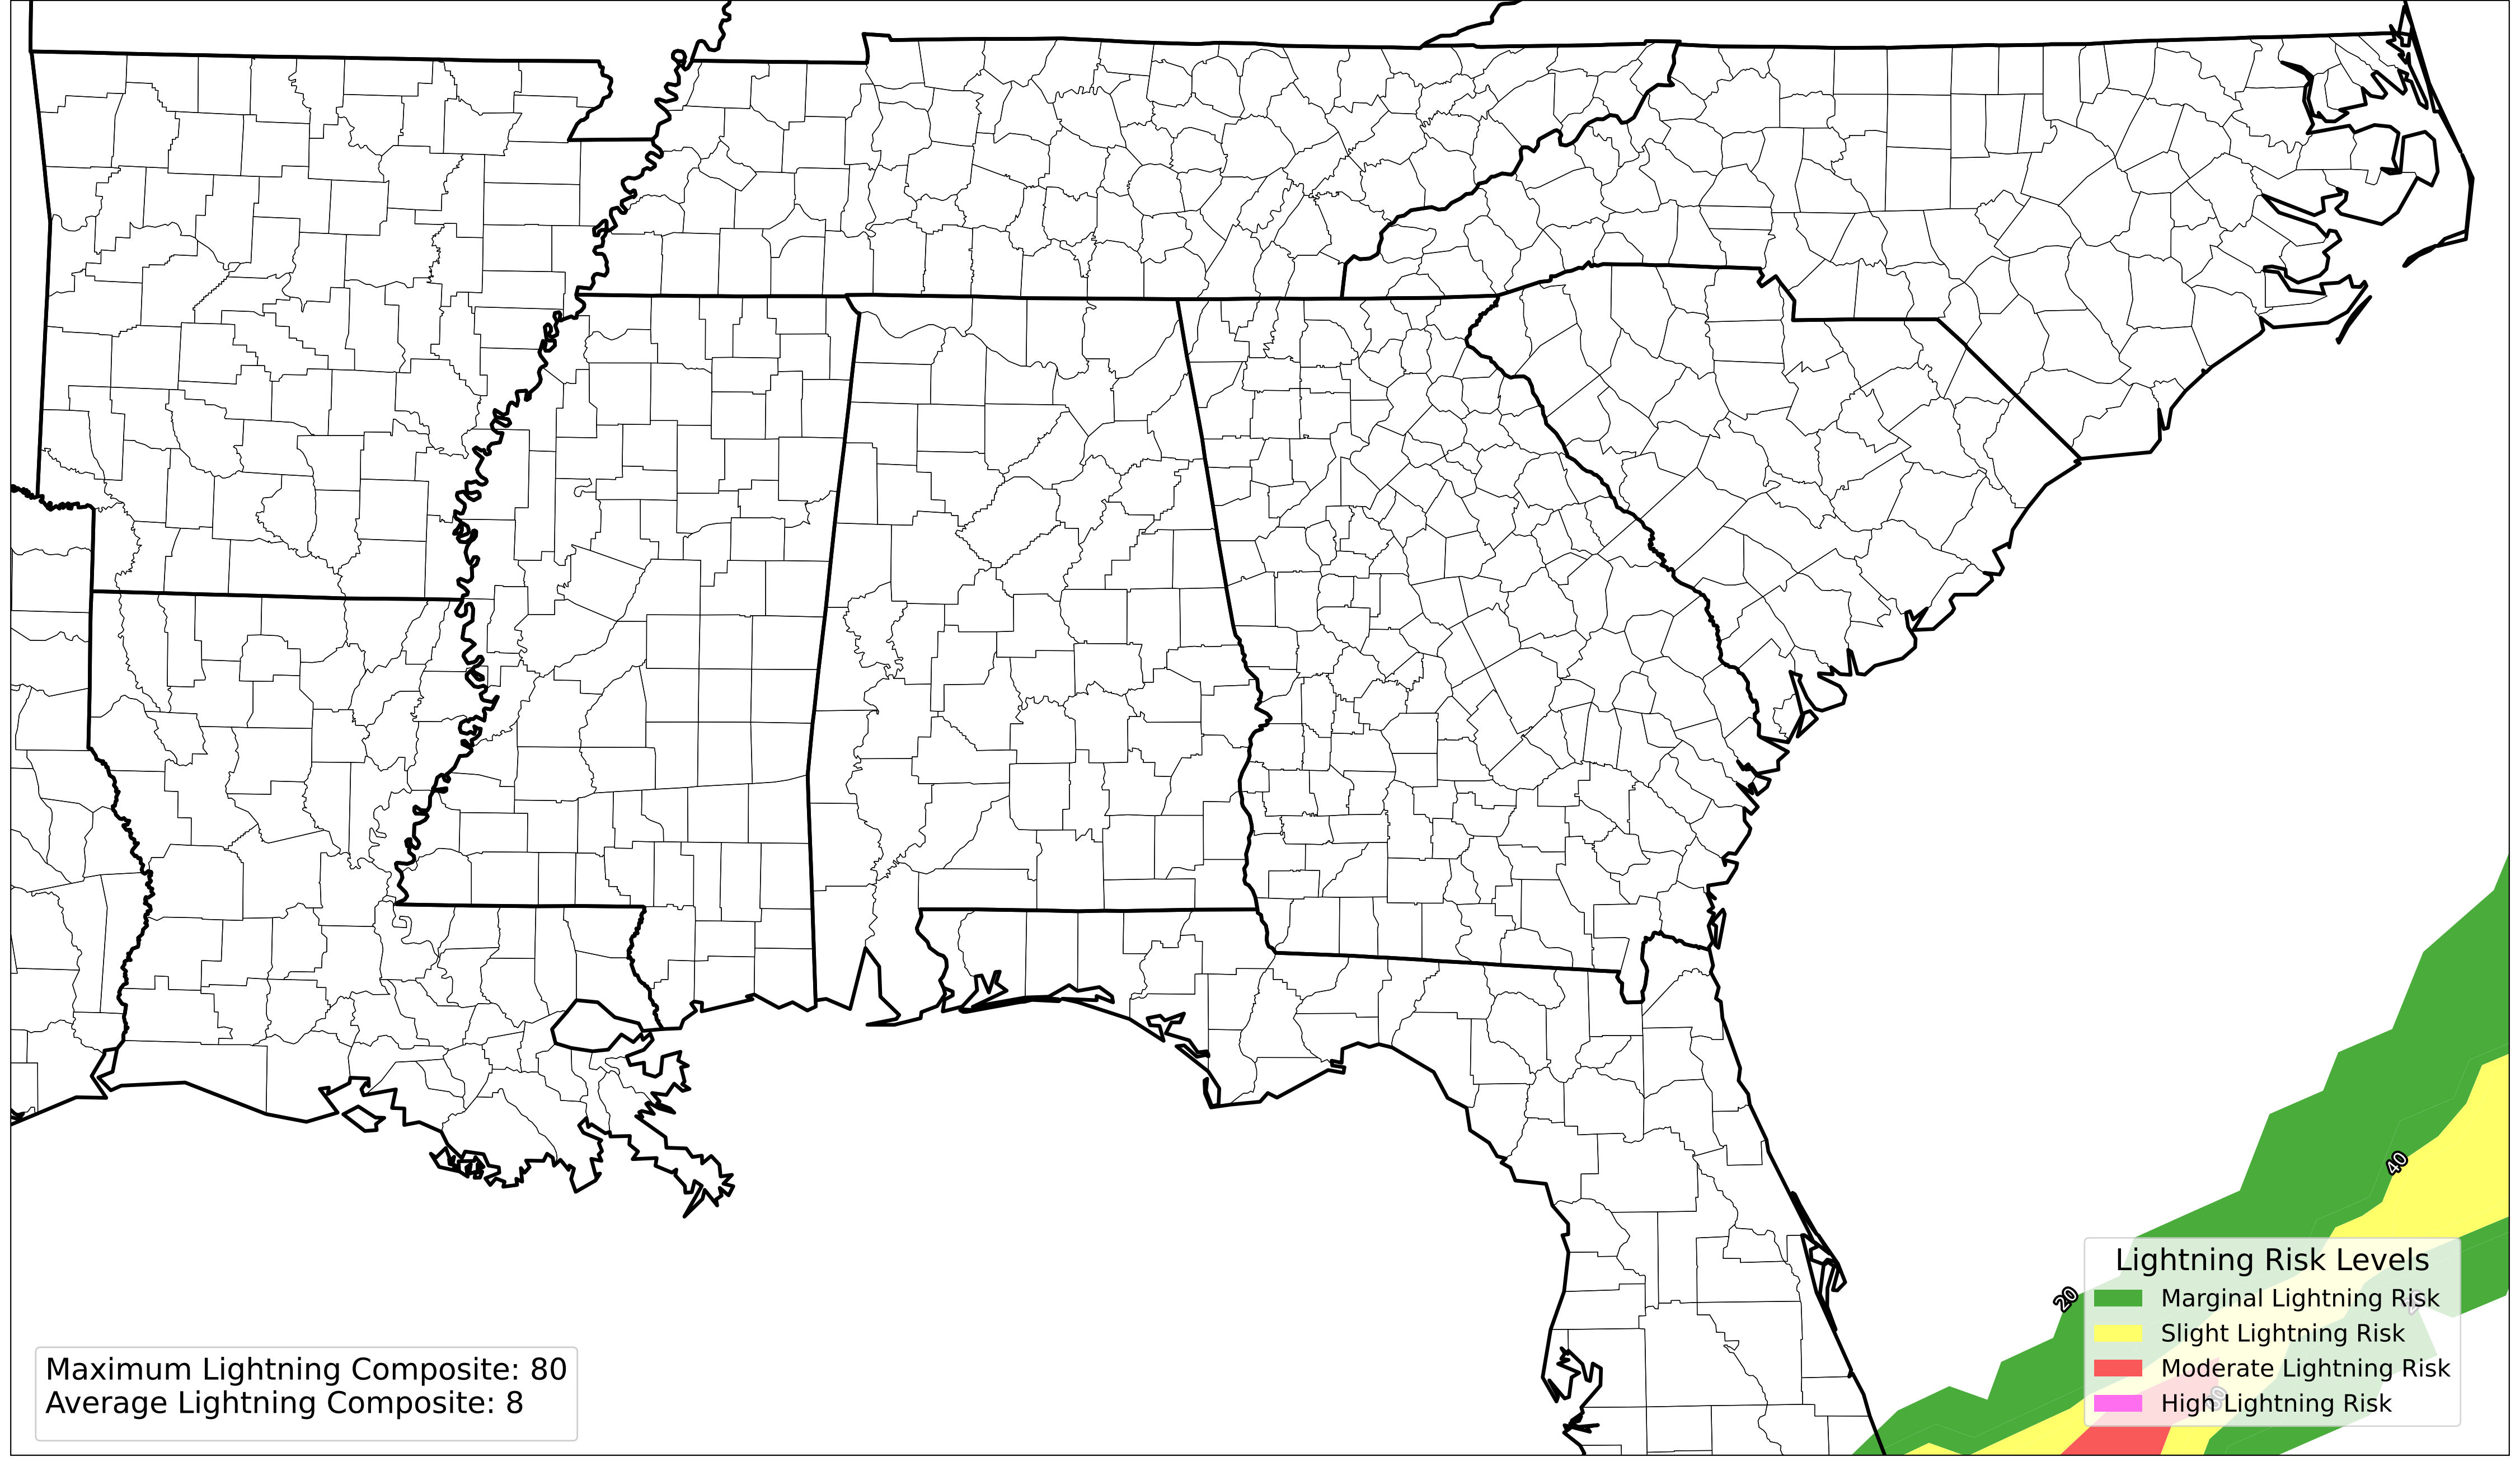 40
20
Lightning Risk Levels
Marginal Lightning Risk
Slight Lightning Risk
Moderate Lightning Risk
High Lightning Risk
Maximum Lightning Composite: 80
Average Lightning Composite: 8